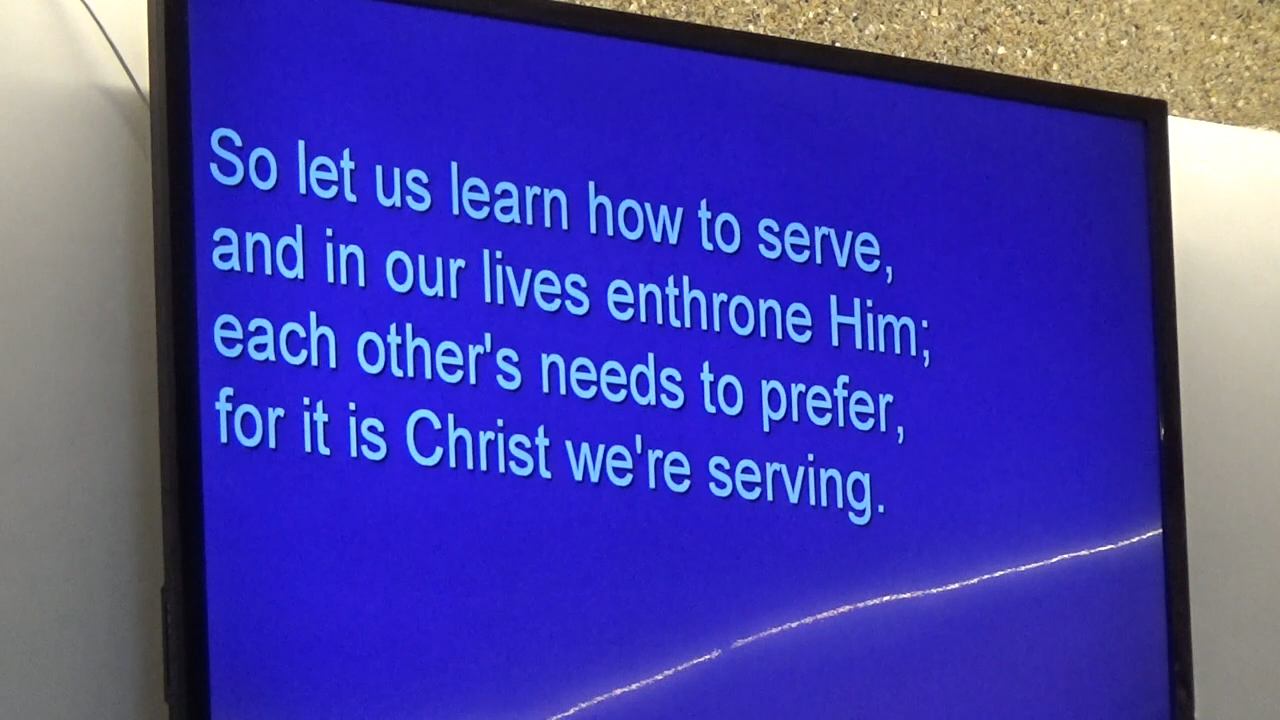 So let us learn how to serve,
and in our lives enthrone Him;
each other's needs to prefer,
for it is Christ we're serving.